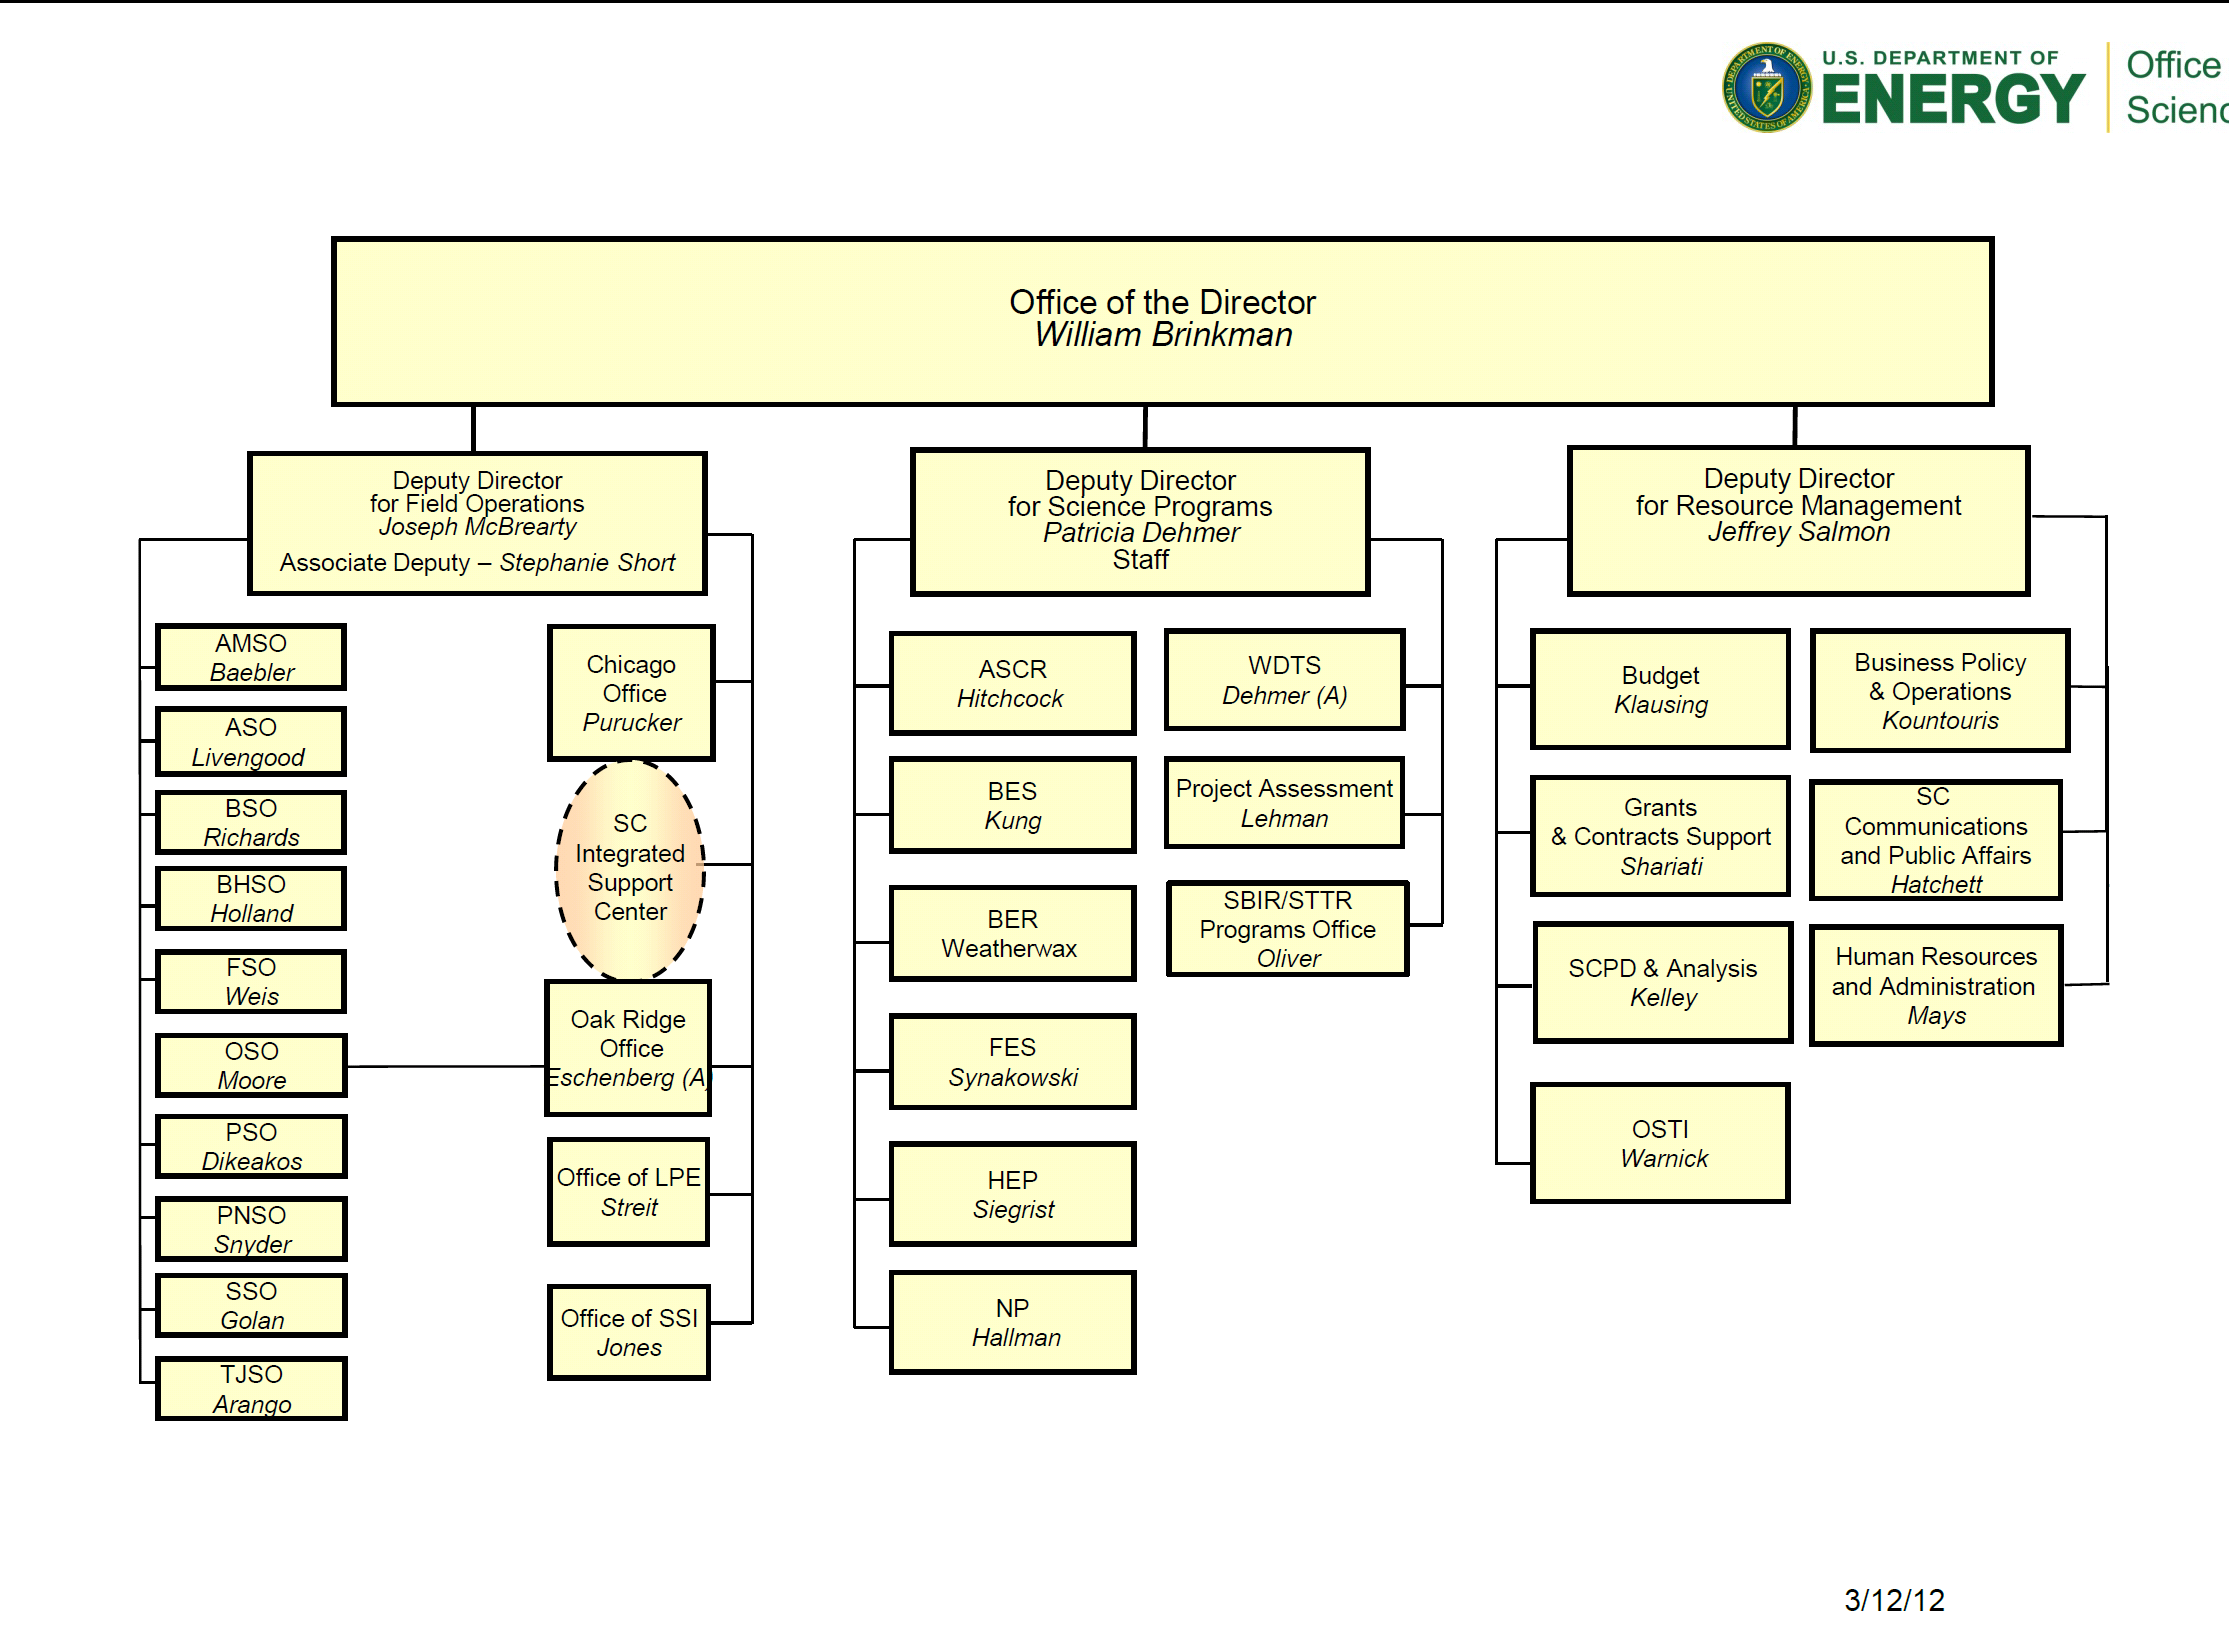 U.S. DEPARTMENT OF
ENERGY
Office
Scienc
Office of the Director
William Brinkman
Deputy Director
for Field Operations
Joseph McBrearty
Associate Deputy – Stephanie Short
AMSO
Baebler
ASO
Livengood
BSO
Richards
BHSO
Holland
FSO
Weis
OSO
Moore
PSO
Dikeakos
PNSO
Snyder
SSO
Golan
TJSO
Arango
Chicago
Office
Purucker
SC
Integrated
Support
Center
Oak Ridge
Office
Eschenberg (A)
Office of LPE
Streit
Office of SSI
Jones
Deputy Director
for Science Programs
Patricia Dehmer
Staff
ASCR
Hitchcock
BES
Kung
BER
Weatherwax
FES
Synakowski
HEP
Siegrist
NP
Hallman
WDTS
Dehmer (A)
Project Assessment
Lehman
SBIR/STTR
Programs Office
Oliver
Deputy Director
for Resource Management
Jeffrey Salmon
Budget
Klausing
Grants
& Contracts Support
Shariati
SCPD & Analysis
Kelley
OSTI
Warnick
Business Policy
& Operations
Kountouris
SC
Communications
and Public Affairs
Hatchett
Human Resources
and Administration
Mays
3/12/12